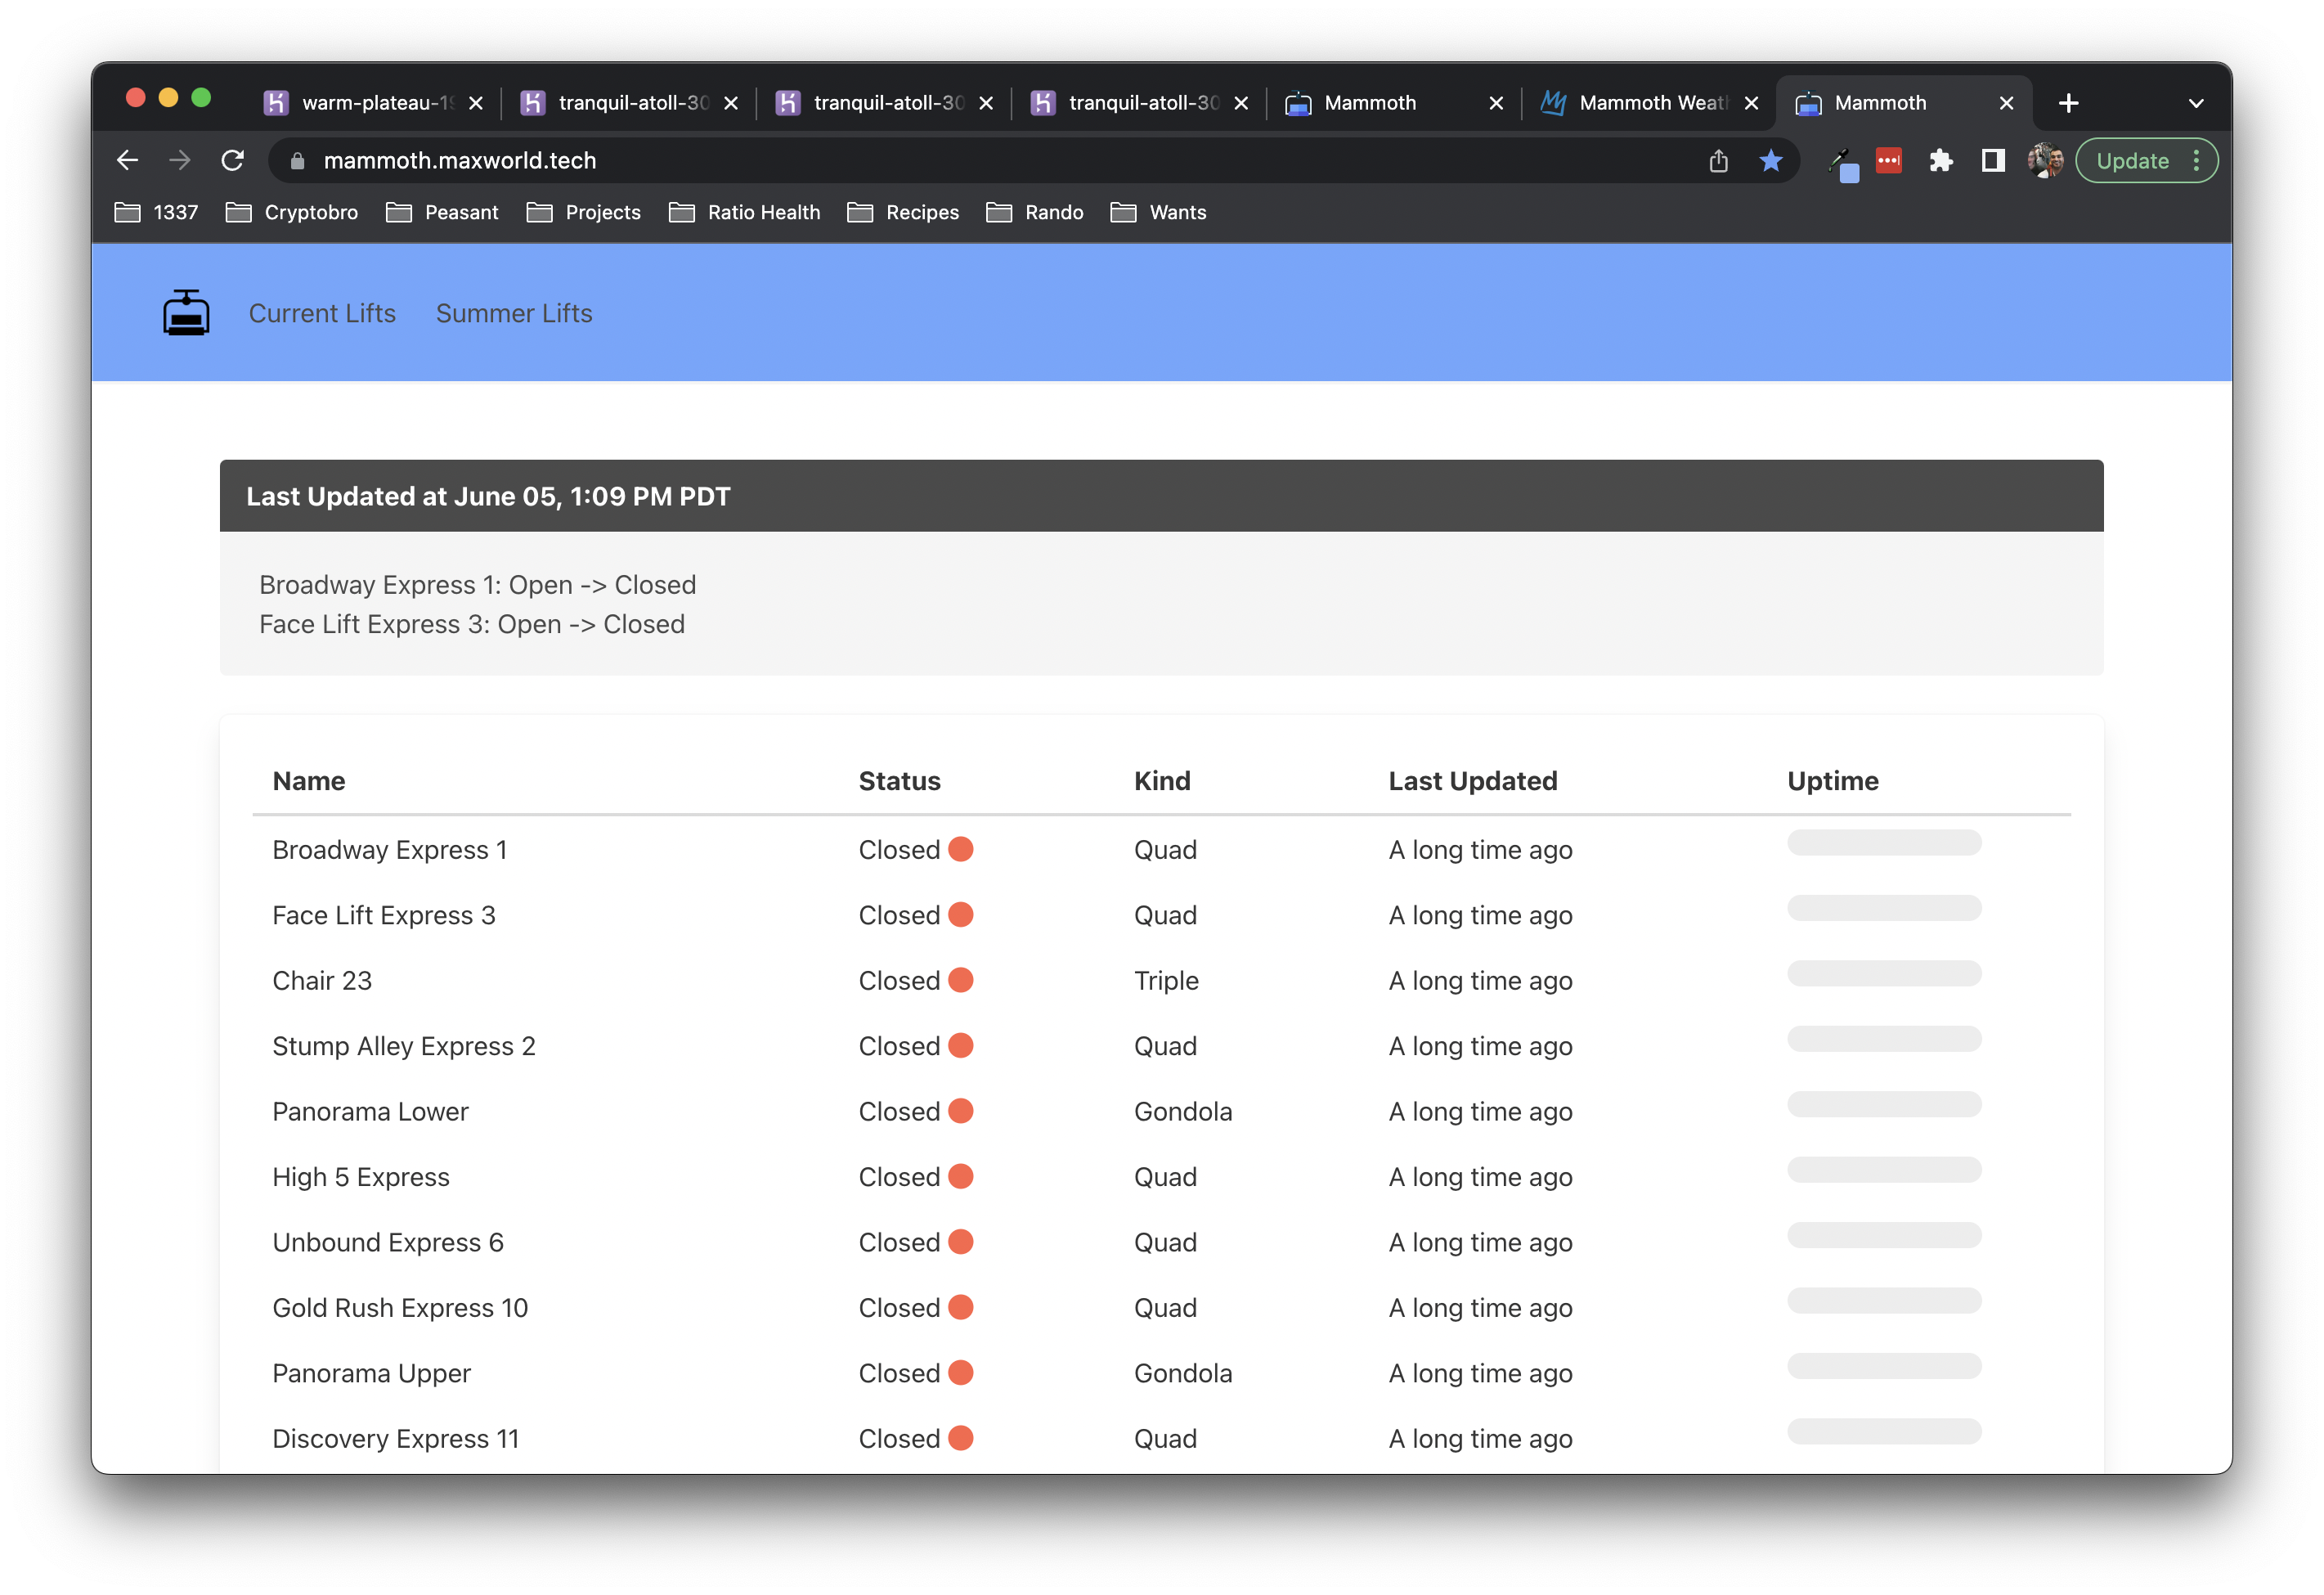 warm-plateau-19 tranquil-atoll-30 tranquil-atoll-30 tranquil-atoll-30 Mammoth Mammoth Weath Mammoth
mammoth.maxworld.tech Update
1337 Cryptobro Peasant Projects Ratio Health Recipes Rando Wants
Current Lifts Summer Lifts
Last Updated at June 05, 1:09 PM PDT
Broadway Express 1: Open -> Closed
Face Lift Express 3: Open -> Closed
Name Status Kind Last Updated Uptime
Broadway Express 1 Closed Quad A long time ago
Face Lift Express 3 Closed Quad A long time ago
Chair 23 Closed Triple A long time ago
Stump Alley Express 2 Closed Quad A long time ago
Panorama Lower Closed Gondola A long time ago
High 5 Express Closed Quad A long time ago
Unbound Express 6 Closed Quad A long time ago
Gold Rush Express 10 Closed Quad A long time ago
Panorama Upper Closed Gondola A long time ago
Discovery Express 11 Closed Quad A long time ago